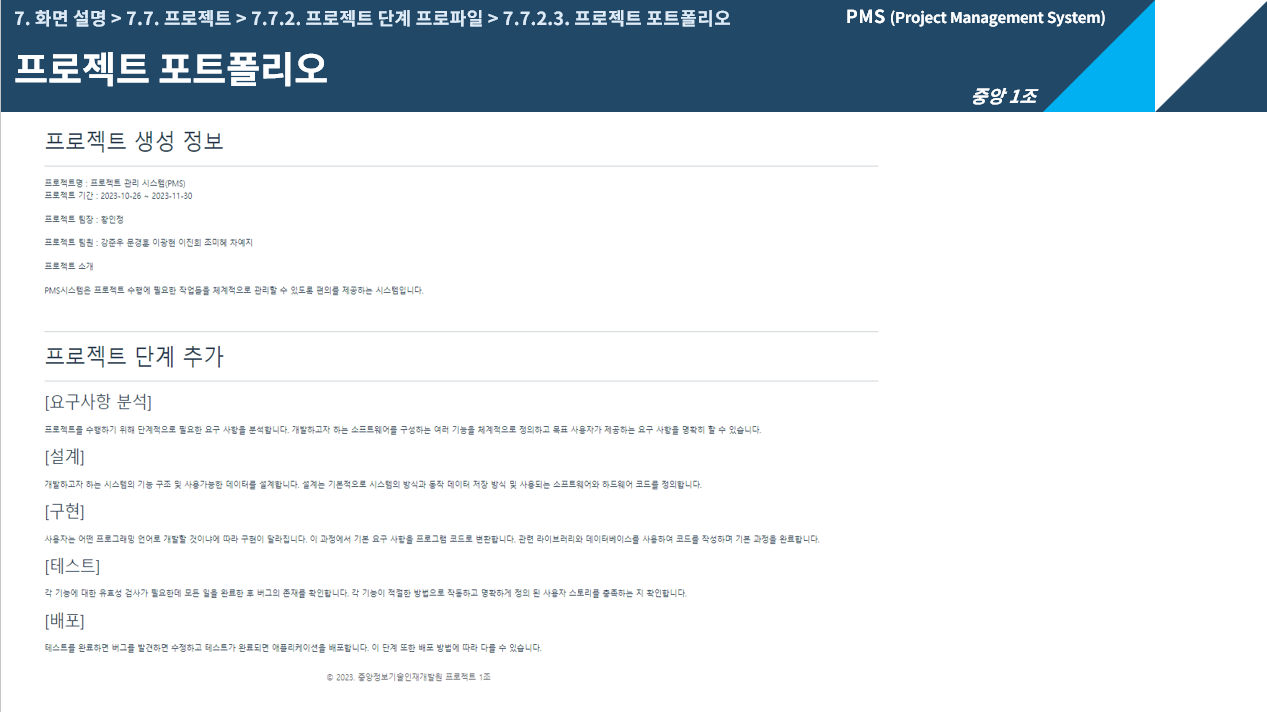 7. 화면 설명 > 7.7. 프로젝트 > 7.7.2. 프로젝트 단계 프로파일 > 7.7.2.3. 프로젝트 포트폴리오
PMS (Project Management System)
프로젝트 포트폴리오
중앙 1조
프로젝트 생성 정보
프로젝트명 : 프로젝트 관리 시스템(PMS)
프로젝트 기간 : 2023-10-26 ~ 2023-11-30
프로젝트 팀장 : 황인정
프로젝트 팀원 : 강준우 문경훈 이광현 이진희 조미혜 차예지
프로젝트 소개
PMS시스템은 프로젝트 수행에 필요한 작업들을 체계적으로 관리할 수 있도록 편의를 제공하는 시스템입니다.
프로젝트 단계 추가
[요구사항 분석]
프로젝트를 수행하기 위해 단계적으로 필요한 요구 사항을 분석합니다. 개발하고자 하는 소프트웨어를 구성하는 여러 기능을 체계적으로 정의하고 목표 사용자가 제공하는 요구 사항을 명확히 할 수 있습니다.
[설계]
개발하고자 하는 시스템의 기능 구조 및 사용가능한 데이터를 설계합니다. 설계는 기본적으로 시스템의 방식과 동작 데이터 저장 방식 및 사용되는 소프트웨어와 하드웨어 코드를 정의합니다.
[구현]
사용자는 어떤 프로그래밍 언어로 개발할 것이냐에 따라 구현이 달라집니다. 이 과정에서 기본 요구 사항을 프로그램 코드로 변환합니다. 관련 라이브러리와 데이터베이스를 사용하여 코드를 작성하며 기본 과정을 완료합니다.
[테스트]
각 기능에 대한 유효성 검사가 필요한데 모든 일을 완료한 후 버그의 존재를 확인합니다. 각 기능이 적절한 방법으로 작동하고 명확하게 정의 된 사용자 스토리를 충족하는 지 확인합니다.
[배포]
테스트를 완료하면 버그를 발견하면 수정하고 테스트가 완료되면 애플리케이션을 배포합니다. 이 단계 또한 배포 방법에 따라 다를 수 있습니다.
© 2023. 중앙정보기술인재개발원 프로젝트 1조